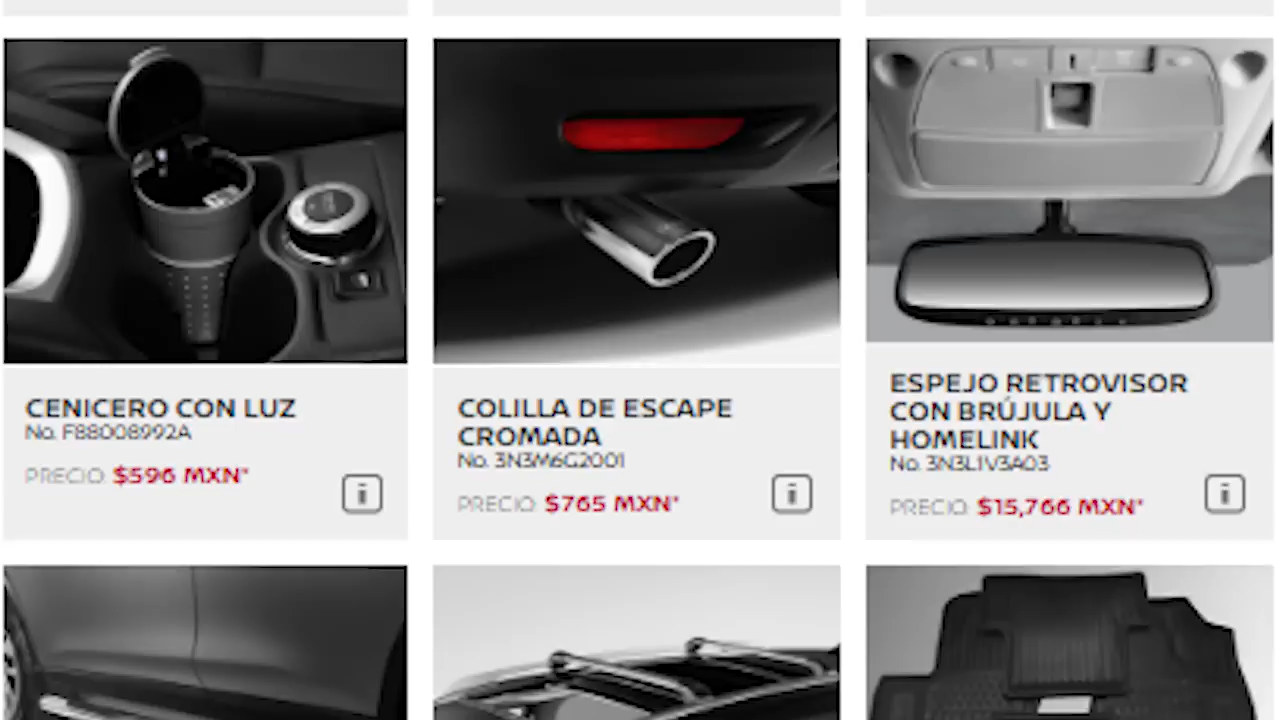 CENICERO CON LUZ
No. F88008992A
PRECIO: $596 MXN*
COLILLA DE ESCAPE
CROMADA
No. 3N3M6G2001
PRECIO: $765 MXN*
ESPEJO RETROVISOR
CON BRÚJULA Y
HOMELINK
No. 3N3L1V3A03
PRECIO: $15,766 MXN*